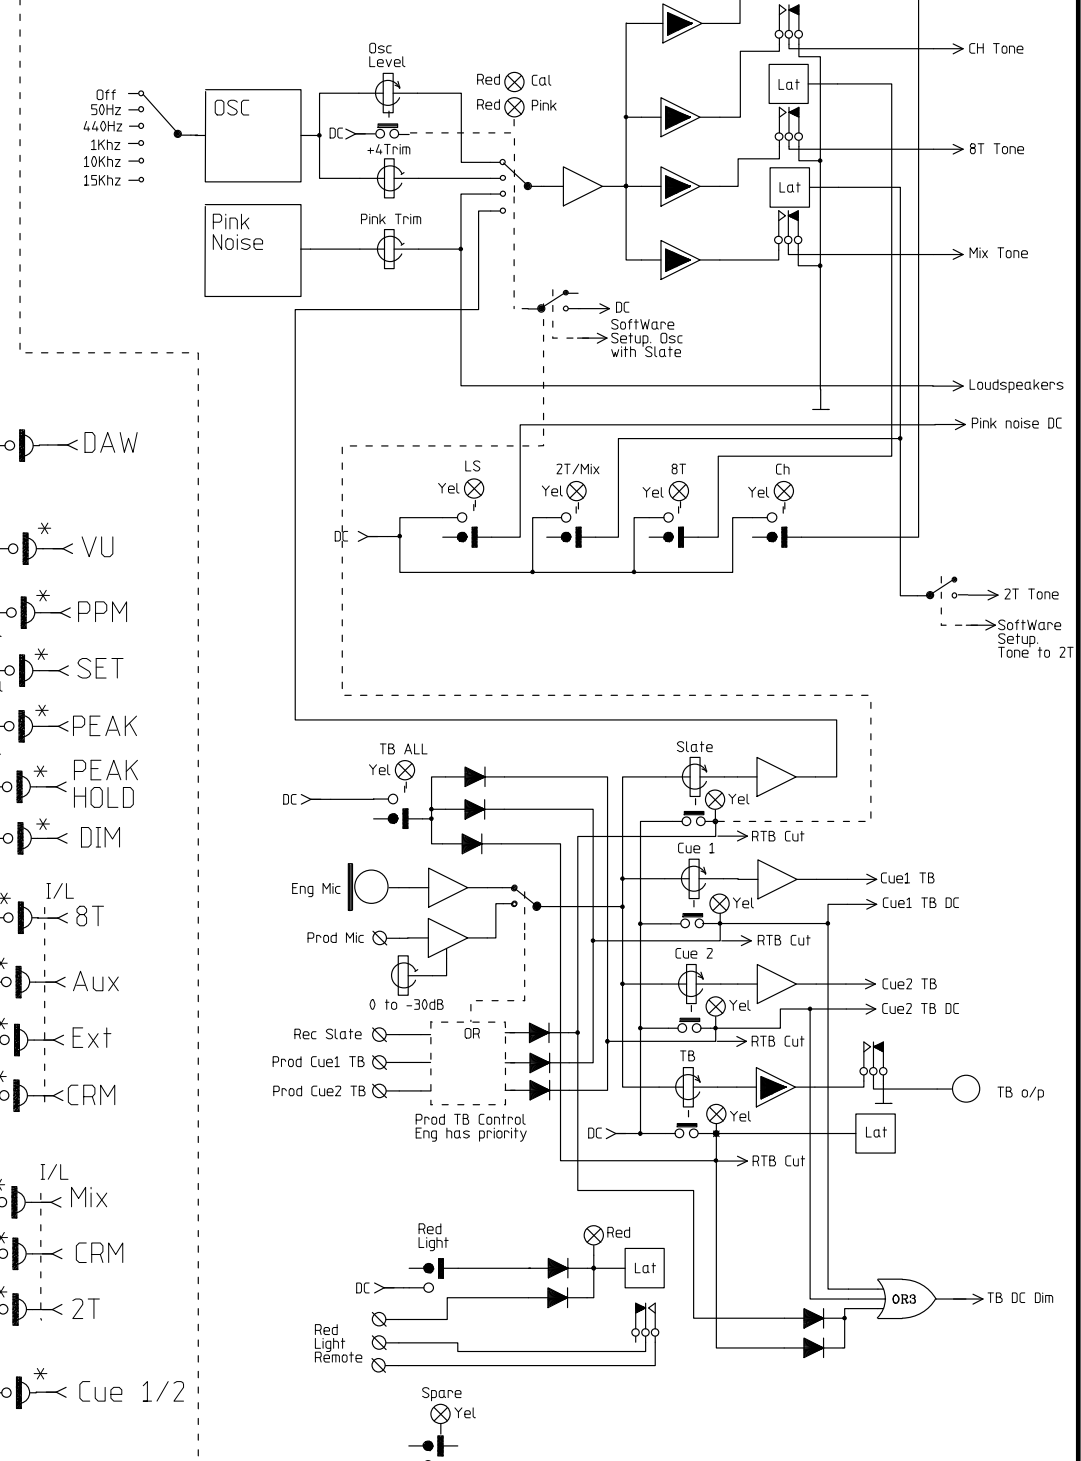 Osc
Level
Red
Cal
Red
Pink
CH Tone
Off
50Hz
440Hz
1Khz
10Khz
15Khz
OSC
DC
+4Trim
Lat
8T Tone
Lat
Pink
Noise
Pink Trim
Mix Tone
DC
SoftWare
Setup. Osc
with Slate
Loudspeakers
Pink noise DC
DAW
LS
Yel
2T/Mix
Yel
8T
Yel
Ch
Yel
DC
* VU
* PPM
2T Tone
SoftWare
Setup.
Tone to 2T
* SET
* PEAK
* PEAK
HOLD
* DIM
TB ALL
Yel
DC
Slate
Yel
RTB Cut
Cue 1
Eng Mic
Cue1 TB
Yel
Cue1 TB DC
I/L
* 8T
Prod Mic
RTB Cut
Cue 2
* Aux
0 to -30dB
Cue2 TB
Yel
Cue2 TB DC
* Ext
Rec Slate
OR
RTB Cut
Prod Cue1 TB
TB
* CRM
Prod Cue2 TB
TB o/p
Prod TB Control
Eng has priority
Yel
DC
Lat
RTB Cut
I/L
* Mix
Red
Light
Red
* CRM
Lat
DC
* 2T
OR3
TB DC Dim
Red
Light
Remote
* Cue 1/2
Spare
Yel